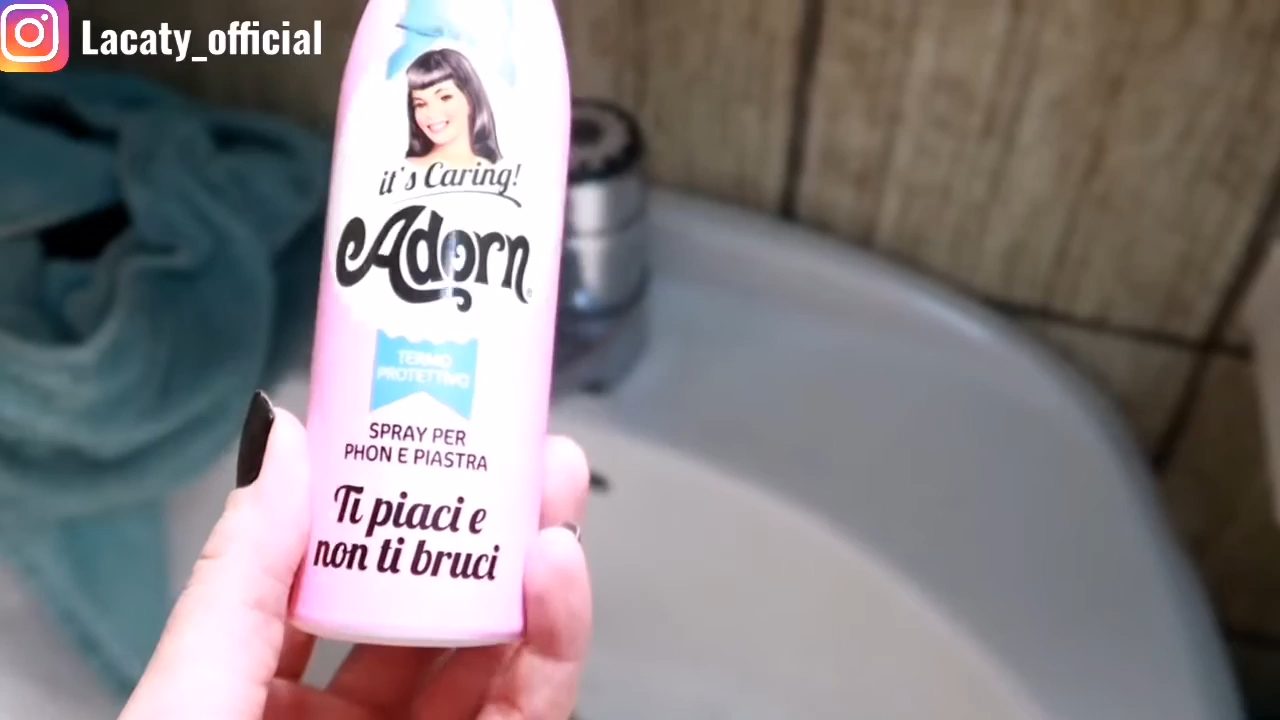 Lacaty_official
it's Caring!
Adorn
TERMO
PROTETTIVO
SPRAY PER
PHON E PIASTRA
Ti piaci e
non ti bruci